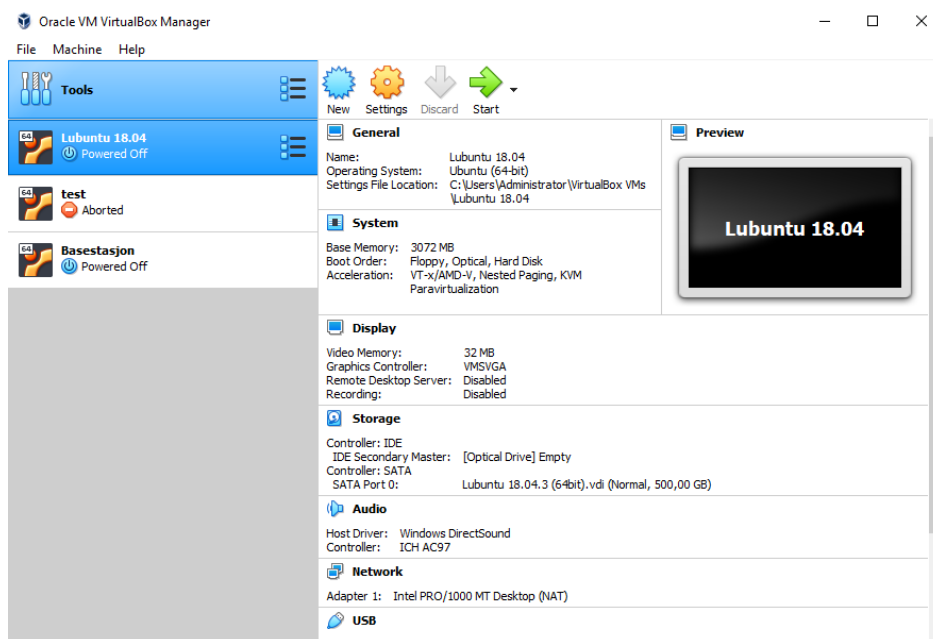 Oracle VM VirtualBox Manager
File Machine Help
Tools
New Settings Discard Start
64
Lubuntu 18.04
Powered Off
64
test
Aborted
64
Basestasjon
Powered Off
General
Name: Lubuntu 18.04
Operating System: Ubuntu (64-bit)
Settings File Location: C:\Users\Administrator\VirtualBox VMs
\Lubuntu 18.04
Preview
Lubuntu 18.04
System
Base Memory: 3072 MB
Boot Order: Floppy, Optical, Hard Disk
Acceleration: VT-x/AMD-V, Nested Paging, KVM
Paravirtualization
Display
Video Memory: 32 MB
Graphics Controller: VMSVGA
Remote Desktop Server: Disabled
Recording: Disabled
Storage
Controller: IDE
IDE Secondary Master: [Optical Drive] Empty
Controller: SATA
SATA Port 0: Lubuntu 18.04.3 (64bit).vdi (Normal, 500,00 GB)
Audio
Host Driver: Windows DirectSound
Controller: ICH AC97
Network
Adapter 1: Intel PRO/1000 MT Desktop (NAT)
USB